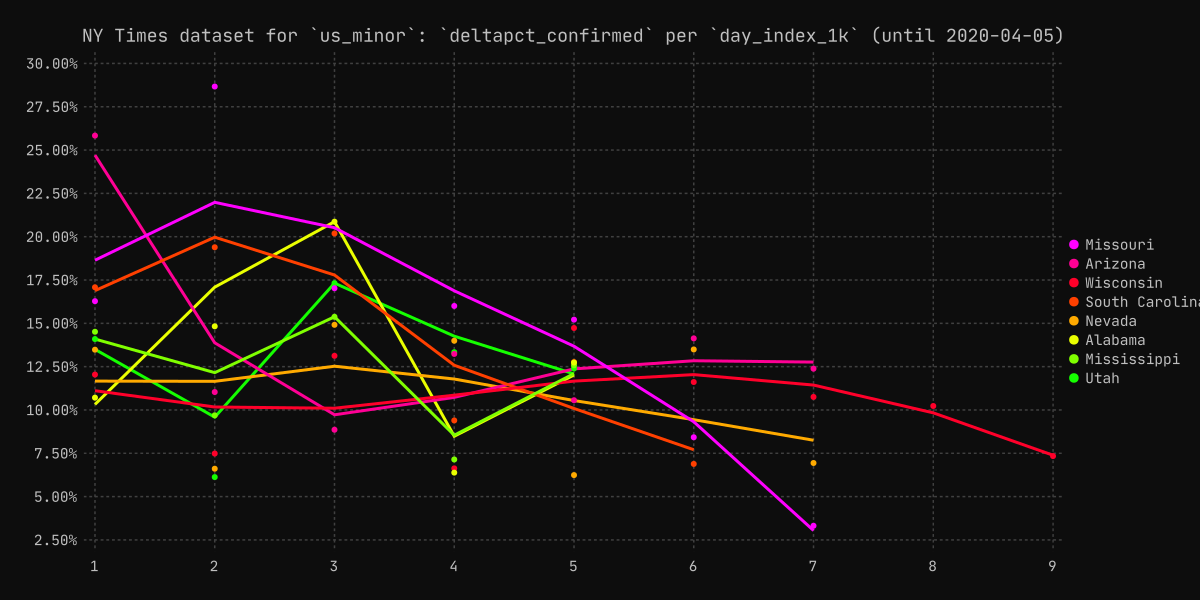 NY Times dataset for `us_minor`: `deltapct_confirmed` per `day_index_1k` (until 2020-04-05)
30.00%
27.50%
25.00%
22.50%
20.00%
17.50%
15.00%
12.50%
10.00%
7.50%
5.00%
2.50%
1 2 3 4 5 6 7 8 9
Missouri
Arizona
Wisconsin
South Carolina
Nevada
Alabama
Mississippi
Utah